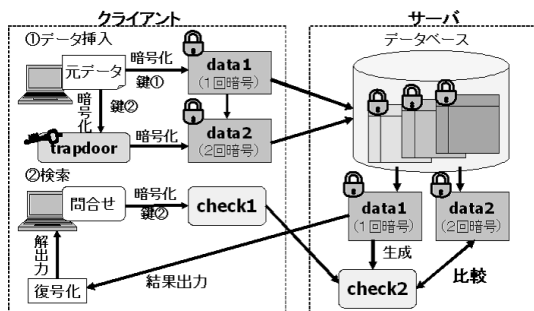 クライアント
サーバ
①データ挿入
暗号化
元データ
鍵①
data1
(1回暗号)
データベース
暗号化
鍵②
trapdoor
暗号化
data2
(2回暗号)
②検索
問合せ
暗号化
鍵②
check1
data1
(1回暗号)
data2
(2回暗号)
解出力
生成
比較
結果出力
復号化
check2